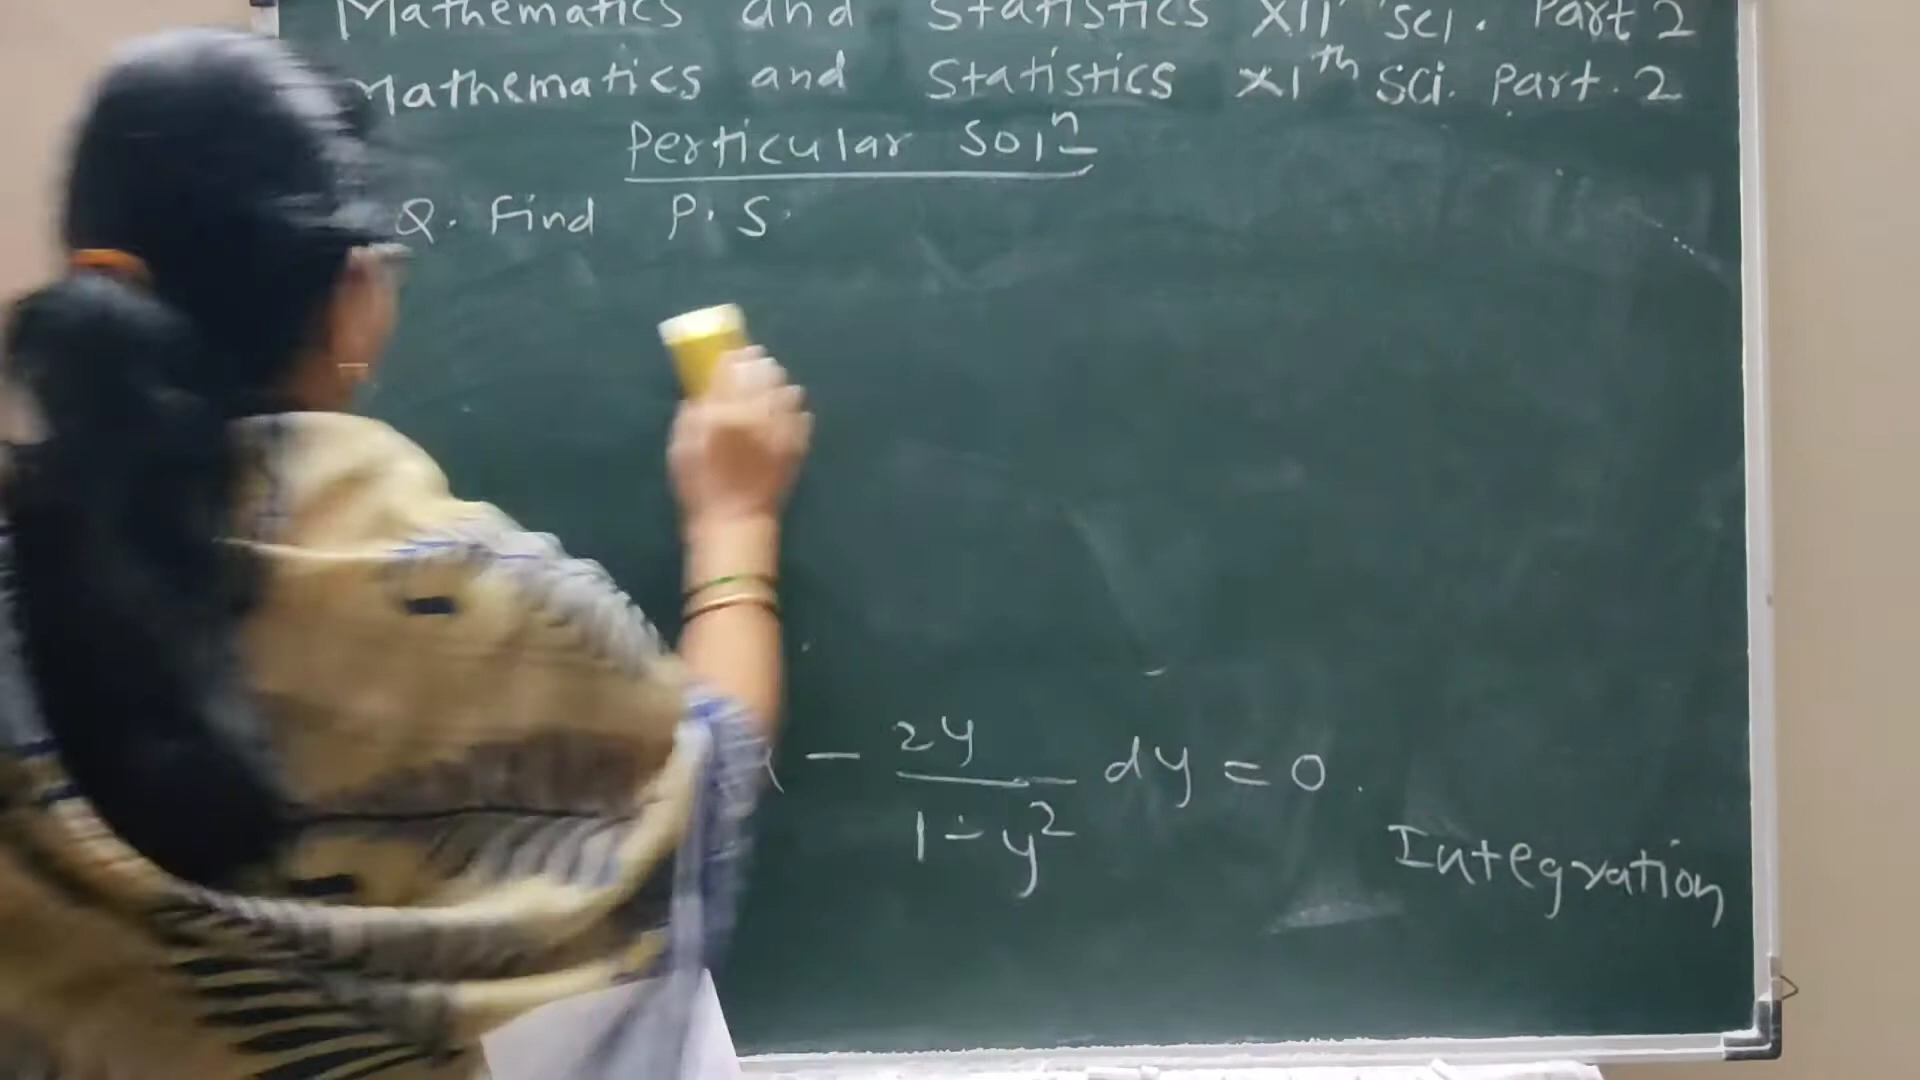 Mathematics and Statistics XII Sci. Part 2
Mathematics and Statistics XIth Sci. Part. 2
Perticular Solⁿ
Q. Find P.S.
- 2y / 1-y² dy = 0.
Integration